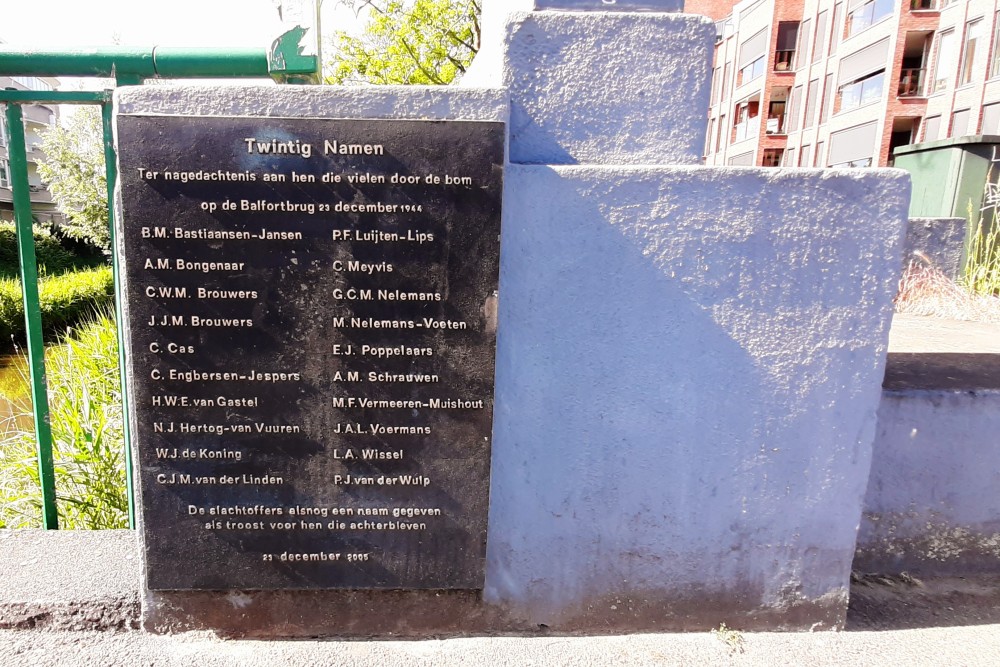 Twintig Namen
Ter nagedachtenis aan hen die vielen door de bom
op de Balfortbrug 23 december 1944
B.M. Bastiaansen-Jansen
A.M. Bongenaar
C.W.M. Brouwers
J.J.M. Brouwers
C. Cas
C. Engbersen-Jespers
H.W.E. van Gastel
N.J. Hertog-van Vuuren
W.J. de Koning
C.J.M. van der Linden
P.F. Luijten-Lips
C. Meyvis
G.C.M. Nelemans
M. Nelemans-Voeten
E.J. Poppelaars
A.M. Schrauwen
M.F. Vermeeren-Muishout
J.A.L. Voermans
L.A. Wissel
P.J. van der Wulp
De slachtoffers alsnog een naam gegeven
als troost voor hen die achterbleven
23 december 2005